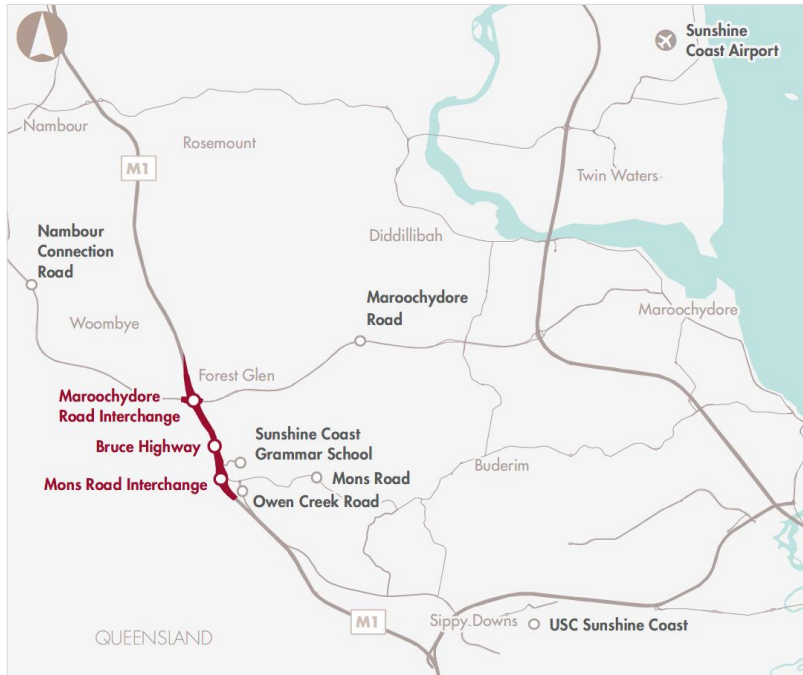 Sunshine
Coast Airport
Nambour
Rosemount
M1
Twin Waters
Nambour
Connection
Road
Diddillibah
Maroochydore
Road
Maroochydore
Woombye
Forest Glen
Maroochydore
Road Interchange
Bruce Highway
Sunshine Coast
Grammar School
Mons Road Interchange
Mons Road
Buderim
Owen Creek Road
M1
Sippy Downs
USC Sunshine Coast
QUEENSLAND